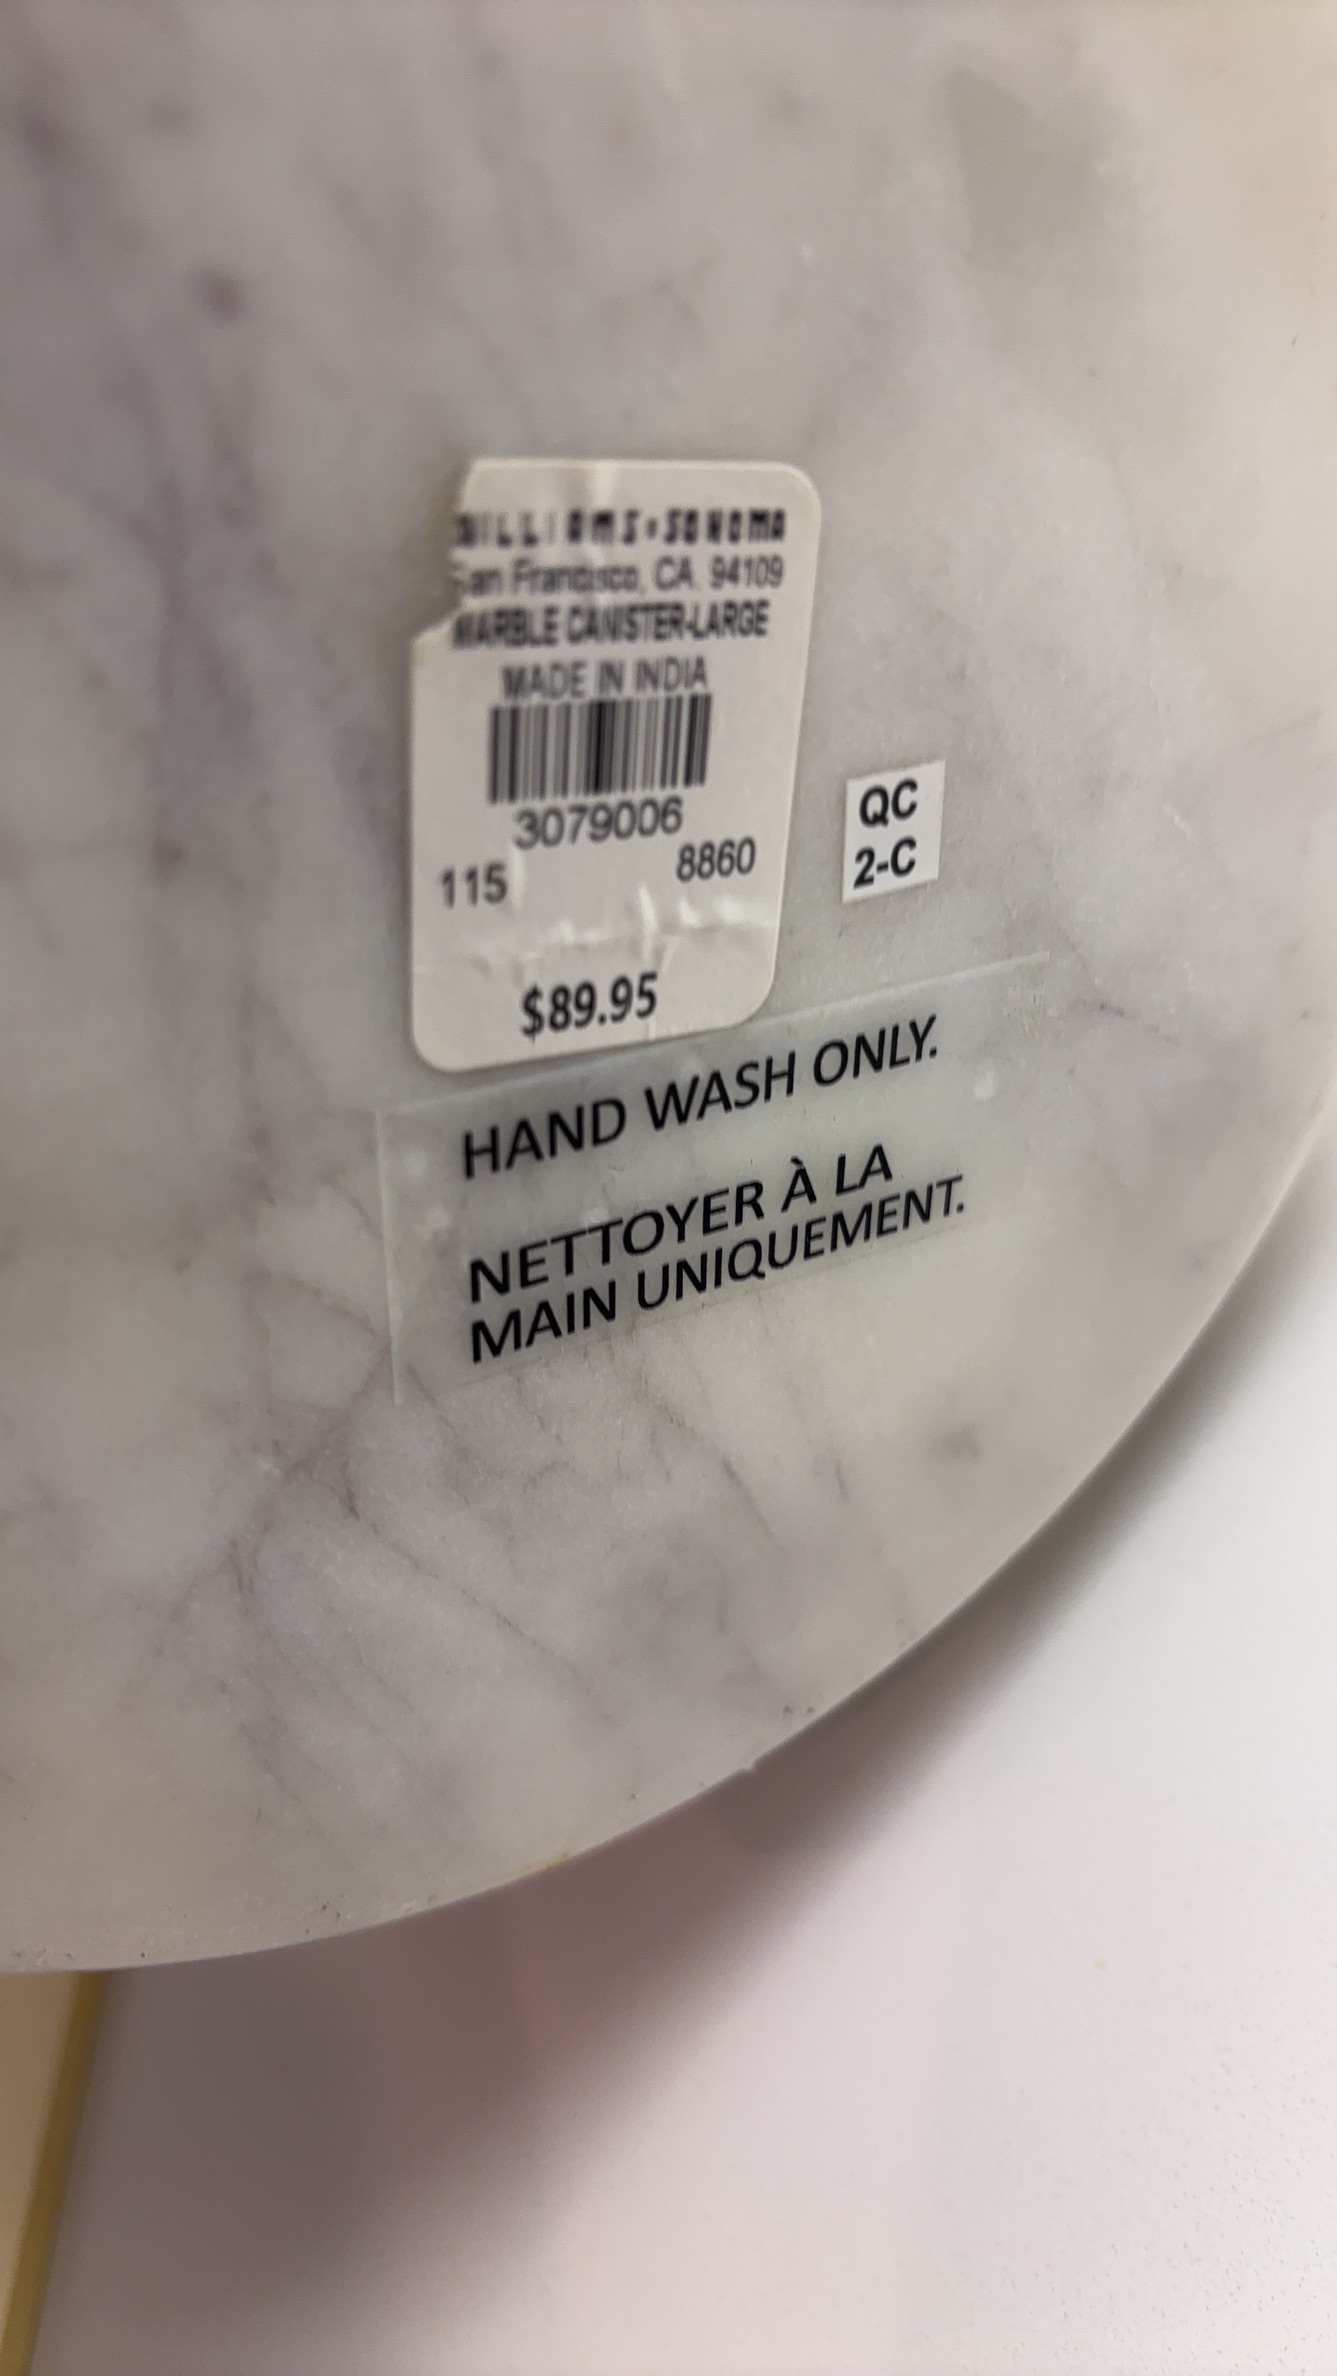 WILLIAMS-SONOMA
San Francisco, CA 94109
MARBLE CANISTER-LARGE
MADE IN INDIA
3079006
115 8860
$89.95
QC
2-C
HAND WASH ONLY.
NETTOYER À LA
MAIN UNIQUEMENT.